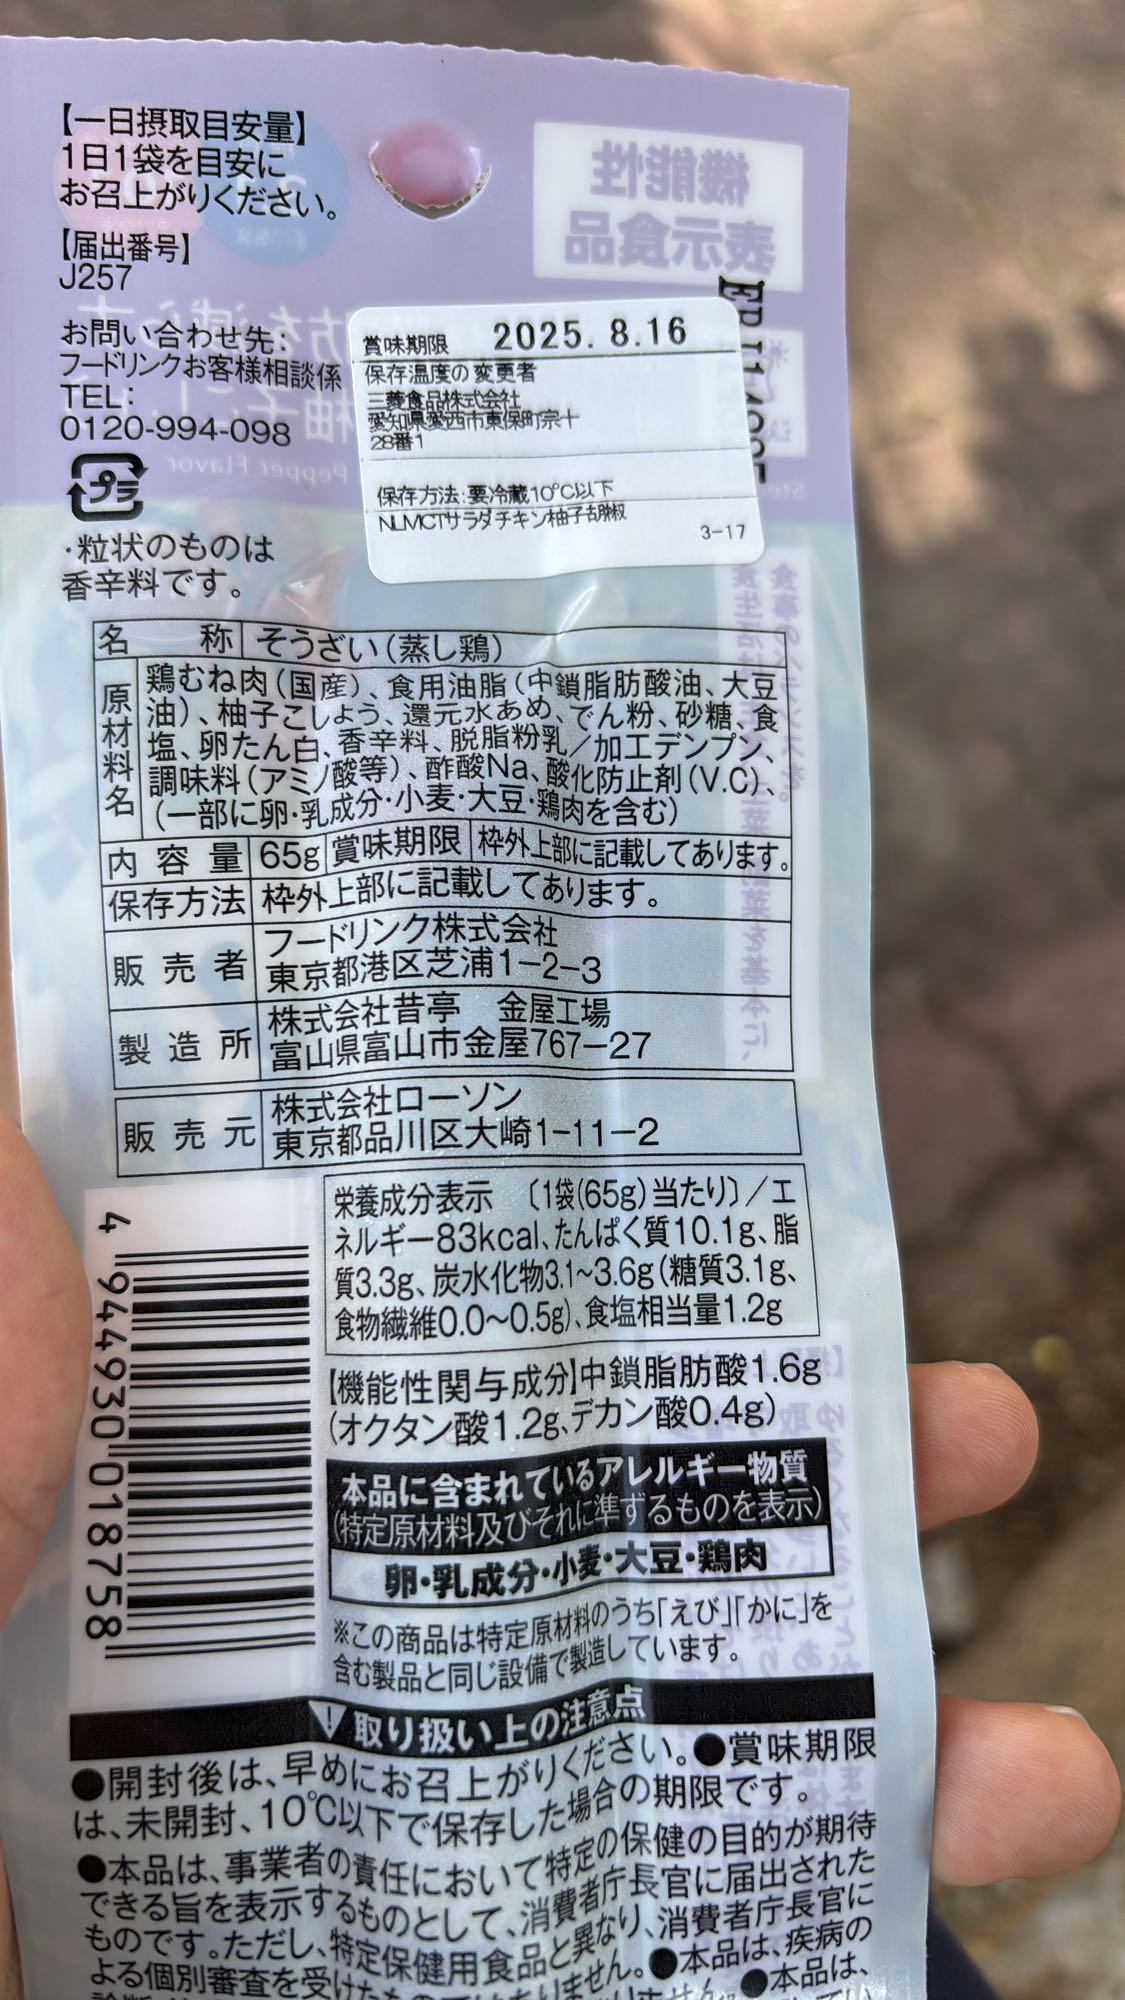 【一日摂取目安量】
1日1袋を目安に
お召上がりください。
【届出番号】
J257
お問い合わせ先:
フードリンクお客様相談係
TEL:
0120-994-098
プラ
・粒状のものは
香辛料です。
機能性
表示食品
Pepper Flavor
賞味期限 2025. 8.16
保存温度の変更者
三菱食品株式会社
愛知県愛西市東保町宗十
28番1
保存方法:要冷蔵10℃以下
NLMCTサラダチキン柚子胡椒
3-17
名称 そうざい(蒸し鶏)
原材料名 鶏むね肉(国産)、食用油脂(中鎖脂肪酸油、大豆
油)、柚子こしょう、還元水あめ、でん粉、砂糖、食
塩、卵たん白、香辛料、脱脂粉乳/加工デンプン、
調味料(アミノ酸等)、酢酸Na、酸化防止剤(V.C)、
(一部に卵・乳成分・小麦・大豆・鶏肉を含む)
内容量 65g 賞味期限 枠外上部に記載してあります。
保存方法 枠外上部に記載してあります。
販売者 フードリンク株式会社
東京都港区芝浦1-2-3
製造所 株式会社昔亭 金屋工場
富山県富山市金屋767-27
販売元 株式会社ローソン
東京都品川区大崎1-11-2
栄養成分表示 〔1袋(65g)当たり〕/エ
ネルギー83kcal、たんぱく質10.1g、脂
質3.3g、炭水化物3.1~3.6g(糖質3.1g、
食物繊維0.0~0.5g)、食塩相当量1.2g
4 944930 018758
【機能性関与成分】中鎖脂肪酸1.6g
(オクタン酸1.2g、デカン酸0.4g)
本品に含まれているアレルギー物質
(特定原材料及びそれに準ずるものを表示)
卵・乳成分・小麦・大豆・鶏肉
※この商品は特定原材料のうち「えび」「かに」を
含む製品と同じ設備で製造しています。
取り扱い上の注意点
●開封後は、早めにお召上がりください。●賞味期限
は、未開封、10℃以下で保存した場合の期限です。
●本品は、事業者の責任において特定の保健の目的が期待
できる旨を表示するものとして、消費者庁長官に届出された
ものです。ただし、特定保健用食品と異なり、消費者庁長官に
よる個別審査を受けたものではありません。●本品は、疾病の
●本品は、